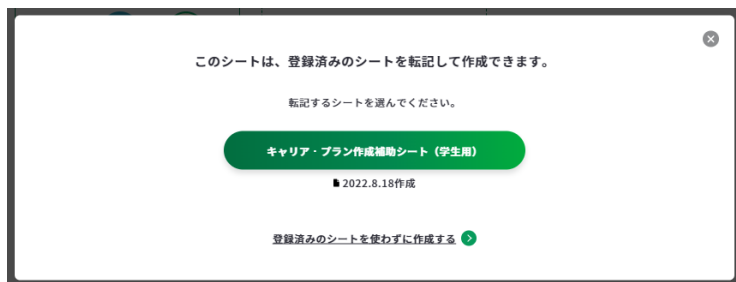 このシートは、登録済みのシートを転記して作成できます。
転記するシートを選んでください。
キャリア・プラン作成補助シート（学生用）
2022.8.18作成
登録済みのシートを使わずに作成する